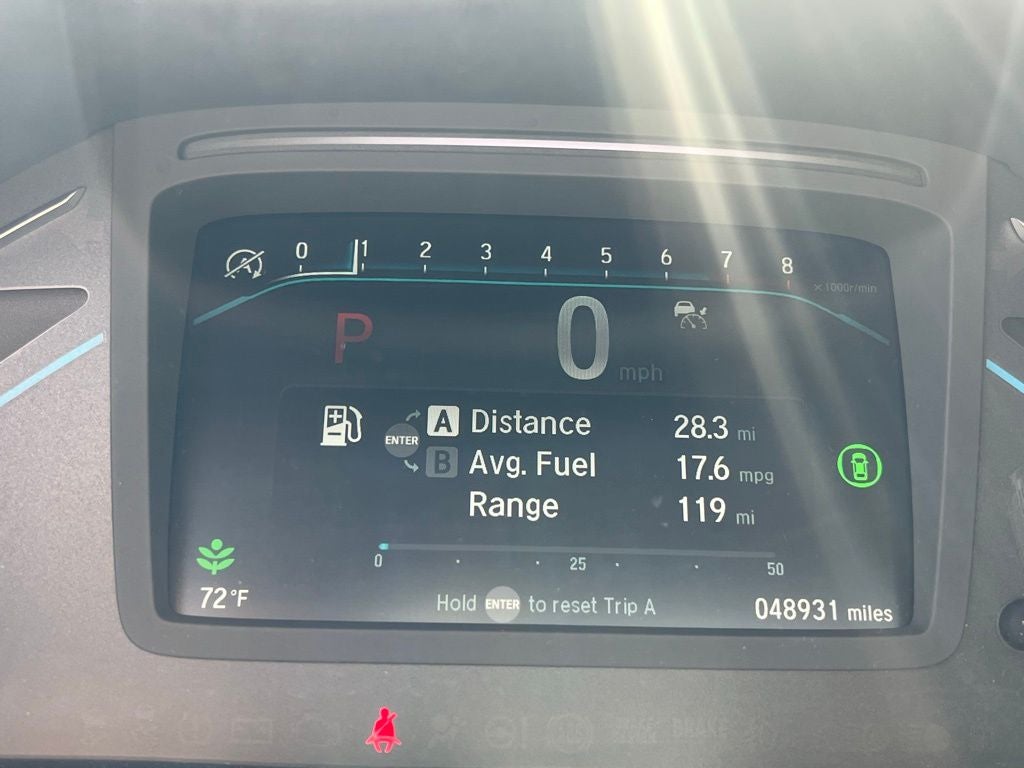 0 1 2 3 4 5 6 7 8
×1000r/min
A
P 0 mph
A Distance 28.3 mi
ENTER
B Avg. Fuel 17.6 mpg
Range 119 mi
0 25 50
72°F
Hold ENTER to reset Trip A
048931 miles